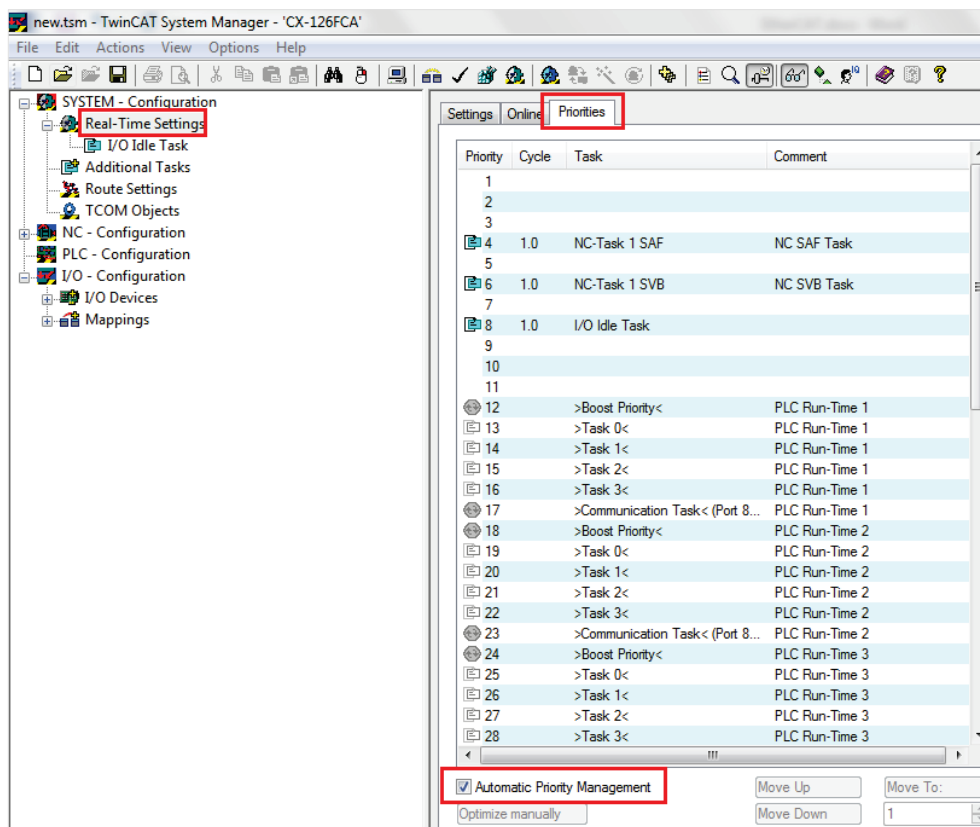 new.tsm - TwinCAT System Manager - 'CX-126FCA'
File Edit Actions View Options Help
SYSTEM - Configuration
Real-Time Settings
I/O Idle Task
Additional Tasks
Route Settings
TCOM Objects
NC - Configuration
PLC - Configuration
I/O - Configuration
I/O Devices
Mappings
Settings Online Priorities
Priority Cycle Task Comment
1
2
3
4 1.0 NC-Task 1 SAF NC SAF Task
5
6 1.0 NC-Task 1 SVB NC SVB Task
7
8 1.0 I/O Idle Task
9
10
11
12 >Boost Priority< PLC Run-Time 1
13 >Task 0< PLC Run-Time 1
14 >Task 1< PLC Run-Time 1
15 >Task 2< PLC Run-Time 1
16 >Task 3< PLC Run-Time 1
17 >Communication Task< (Port 8... PLC Run-Time 1
18 >Boost Priority< PLC Run-Time 2
19 >Task 0< PLC Run-Time 2
20 >Task 1< PLC Run-Time 2
21 >Task 2< PLC Run-Time 2
22 >Task 3< PLC Run-Time 2
23 >Communication Task< (Port 8... PLC Run-Time 2
24 >Boost Priority< PLC Run-Time 3
25 >Task 0< PLC Run-Time 3
26 >Task 1< PLC Run-Time 3
27 >Task 2< PLC Run-Time 3
28 >Task 3< PLC Run-Time 3
Automatic Priority Management Move Up Move To:
Optimize manually Move Down 1